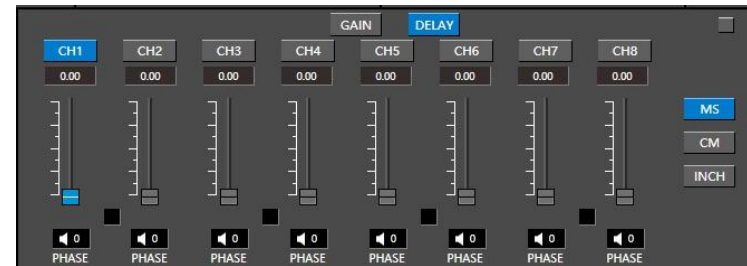 GAIN DELAY
CH1 CH2 CH3 CH4 CH5 CH6 CH7 CH8
0.00 0.00 0.00 0.00 0.00 0.00 0.00 0.00
MS
CM
INCH
0 0 0 0 0 0 0 0
PHASE PHASE PHASE PHASE PHASE PHASE PHASE PHASE